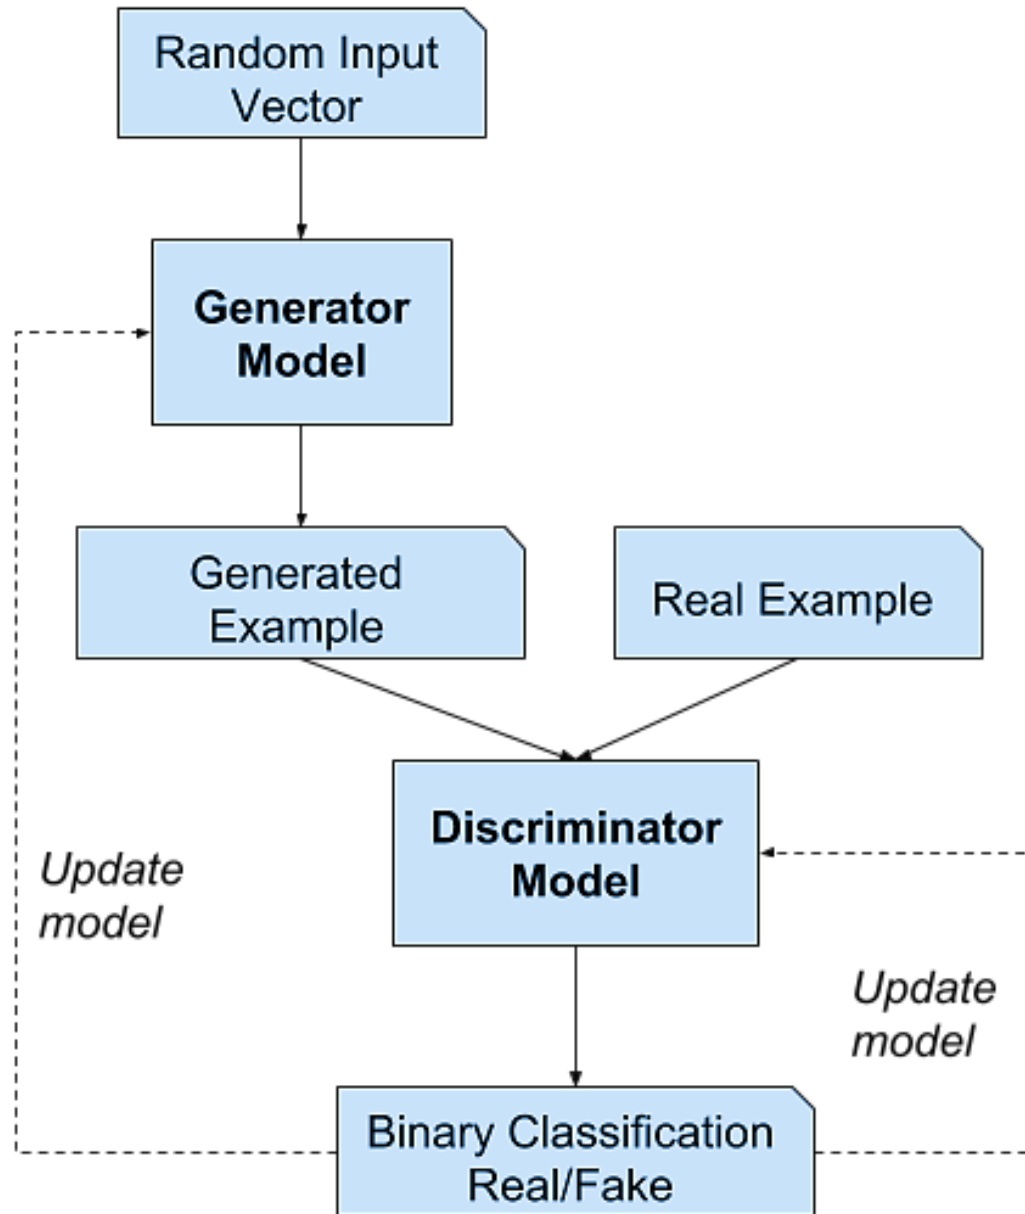 Random Input
Vector
Generator
Model
Generated
Example
Real Example
Discriminator
Model
Update
model
Update
model
Binary Classification
Real/Fake